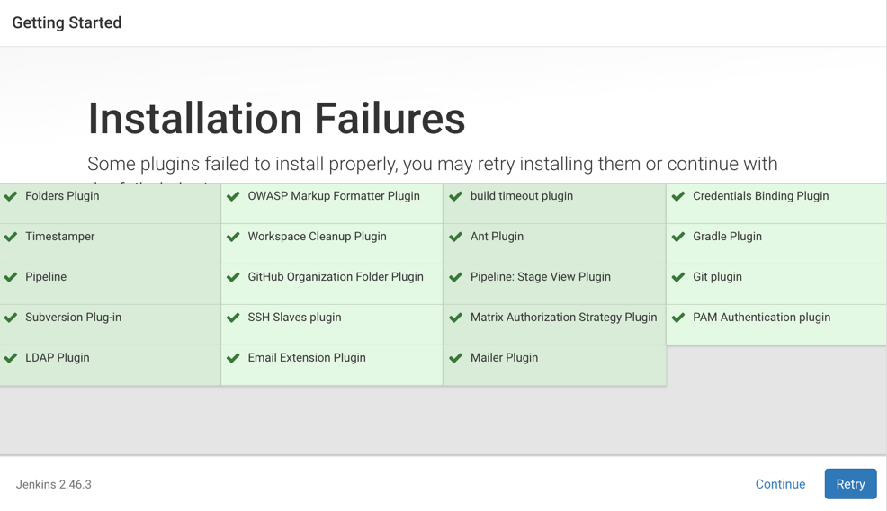 Getting Started
Installation Failures
Some plugins failed to install properly, you may retry installing them or continue with
Folders Plugin OWASP Markup Formatter Plugin build timeout plugin Credentials Binding Plugin
Timestamper Workspace Cleanup Plugin Ant Plugin Gradle Plugin
Pipeline GitHub Organization Folder Plugin Pipeline: Stage View Plugin Git plugin
Subversion Plug-in SSH Slaves plugin Matrix Authorization Strategy Plugin PAM Authentication plugin
LDAP Plugin Email Extension Plugin Mailer Plugin
Jenkins 2.46.3 Continue Retry